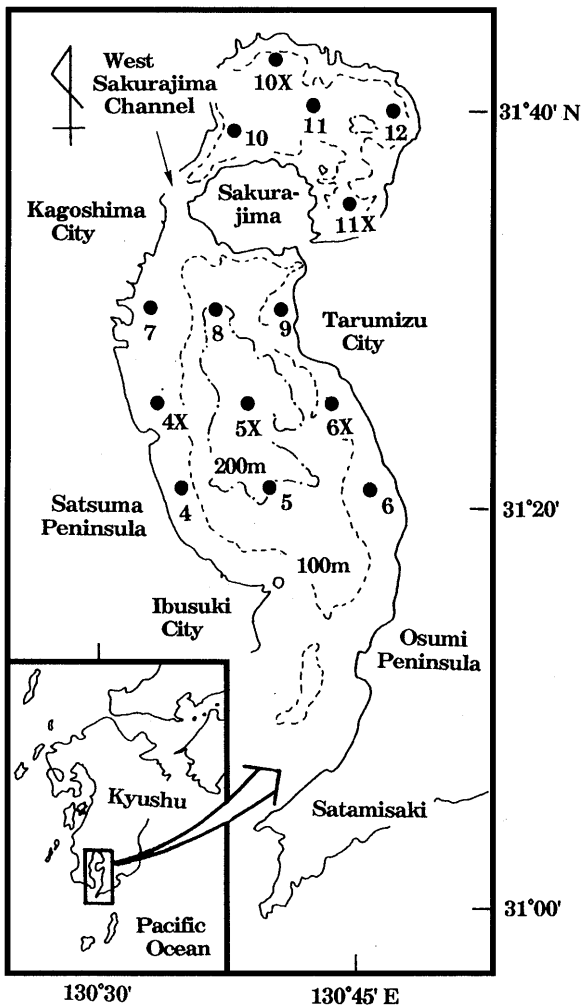 West
Sakurajima
Channel
10X
11
12
10
31°40' N
Sakura-
jima
11X
Kagoshima
City
7
8
9
Tarumizu
City
4X
5X
6X
200m
4
5
6
Satsuma
Peninsula
31°20'
100m
Ibusuki
City
Osumi
Peninsula
Kyushu
Satamisaki
Pacific
Ocean
31°00'
130°30'
130°45' E